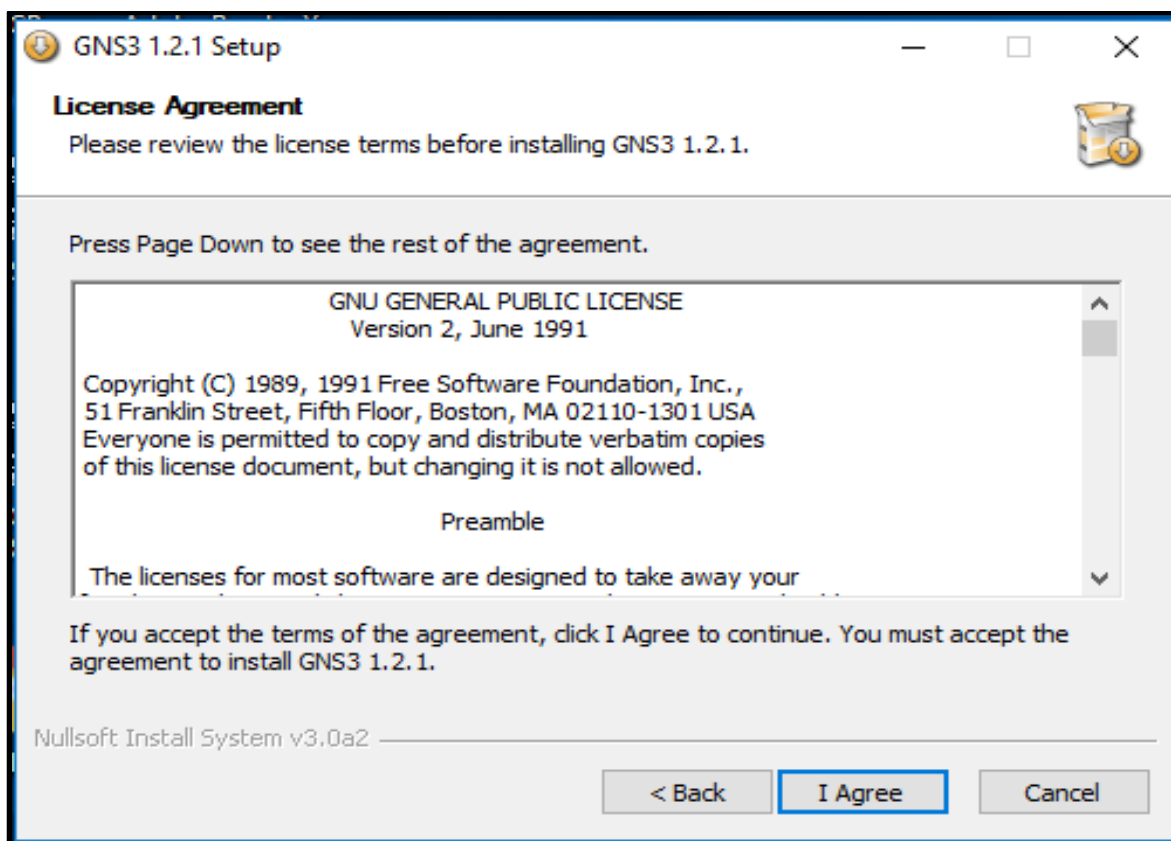 GNS3 1.2.1 Setup
License Agreement
Please review the license terms before installing GNS3 1.2.1.
Press Page Down to see the rest of the agreement.
GNU GENERAL PUBLIC LICENSE
Version 2, June 1991
Copyright (C) 1989, 1991 Free Software Foundation, Inc.,
51 Franklin Street, Fifth Floor, Boston, MA 02110-1301 USA
Everyone is permitted to copy and distribute verbatim copies
of this license document, but changing it is not allowed.
Preamble
The licenses for most software are designed to take away your
If you accept the terms of the agreement, click I Agree to continue. You must accept the
agreement to install GNS3 1.2.1.
Nullsoft Install System v3.0a2
< Back
I Agree
Cancel